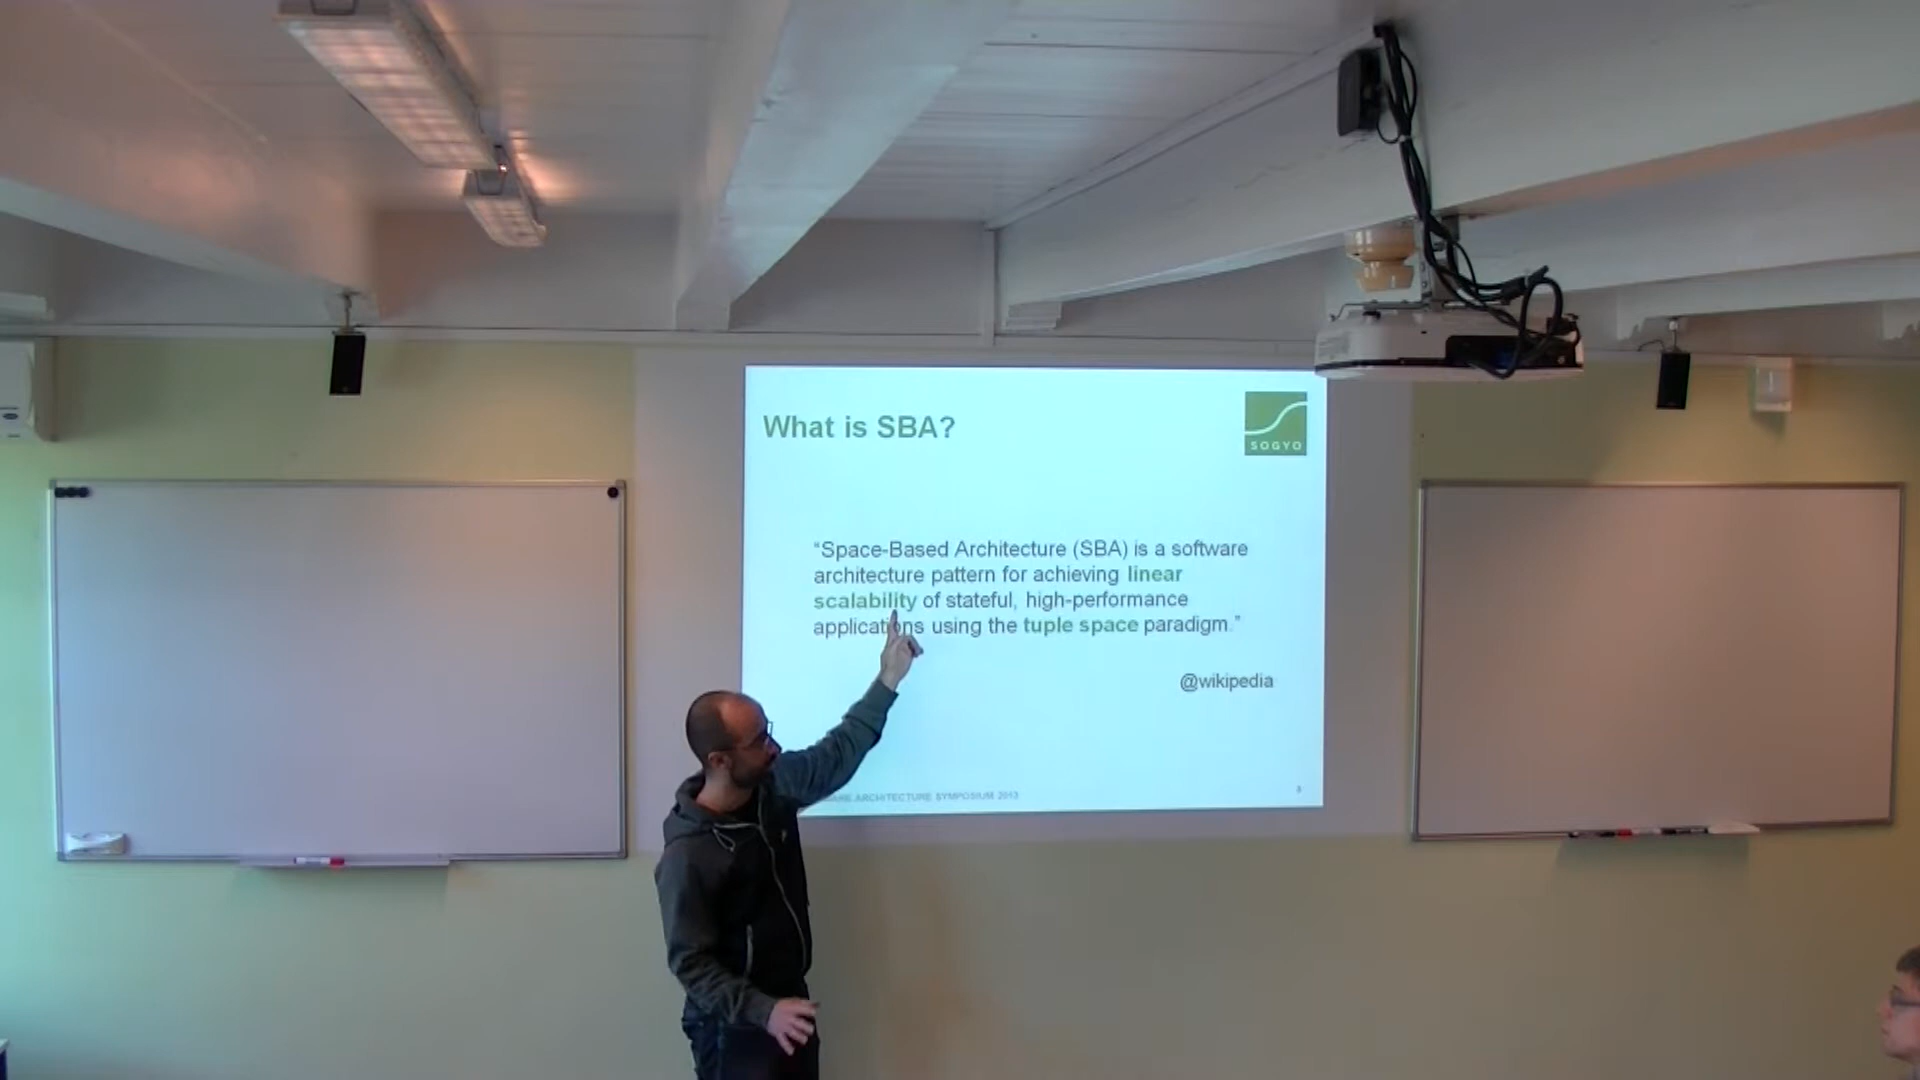 What is SBA?
SOGYO
“Space-Based Architecture (SBA) is a software
architecture pattern for achieving linear
scalability of stateful, high-performance
applications using the tuple space paradigm.”
@wikipedia
ARCHITECTURE SYMPOSIUM 2013
3